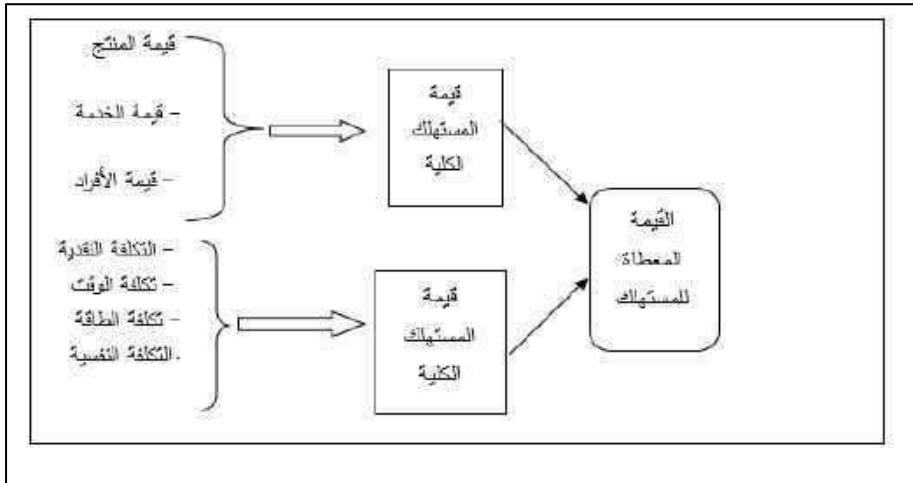 قيمة المنتج
- قيمة الخدمة
- قيمة الأفراد
قيمة
المستهلك
الكلية
- التكلفة النقدية
- تكلفة الوقت
- تكلفة الطاقة
.التكلفة النفسية
قيمة
المستهلك
الكلية
القيمة
المعطاة
للمستهلك